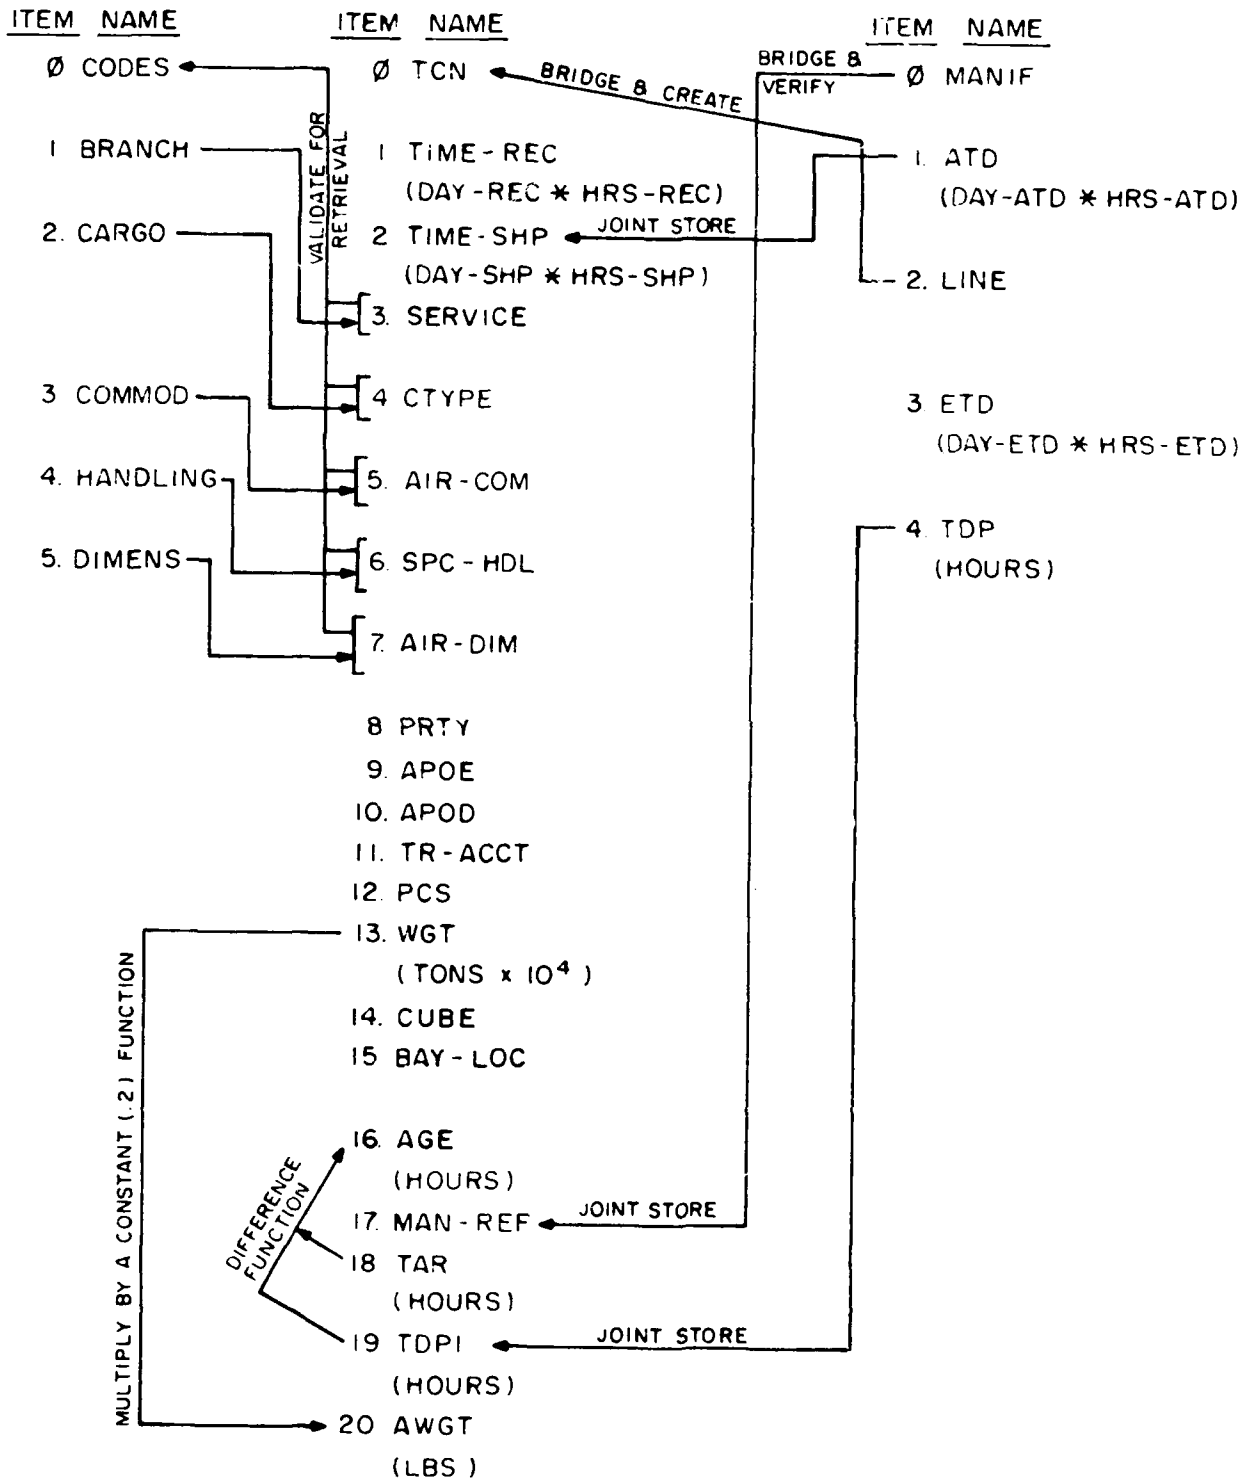 ITEM NAME
Ø CODES
1 BRANCH
2. CARGO
3 COMMOD
4. HANDLING
5. DIMENS
VALIDATE FOR
RETRIEVAL
ITEM NAME
Ø TCN
1 TIME-REC
(DAY-REC * HRS-REC)
2 TIME-SHP
(DAY-SHP * HRS-SHP)
3. SERVICE
4 CTYPE
5. AIR-COM
6. SPC-HDL
7. AIR-DIM
8 PRTY
9. APOE
10. APOD
11. TR-ACCT
12. PCS
13. WGT
(TONS x 10⁴)
14. CUBE
15 BAY-LOC
16. AGE
(HOURS)
17. MAN-REF
18 TAR
(HOURS)
19 TDPI
(HOURS)
20 AWGT
(LBS)
MULTIPLY BY A CONSTANT (.2) FUNCTION
DIFFERENCE
FUNCTION
BRIDGE & CREATE
JOINT STORE
JOINT STORE
JOINT STORE
BRIDGE &
VERIFY
ITEM NAME
Ø MANIF
1. ATD
(DAY-ATD * HRS-ATD)
2. LINE
3. ETD
(DAY-ETD * HRS-ETD)
4. TDP
(HOURS)